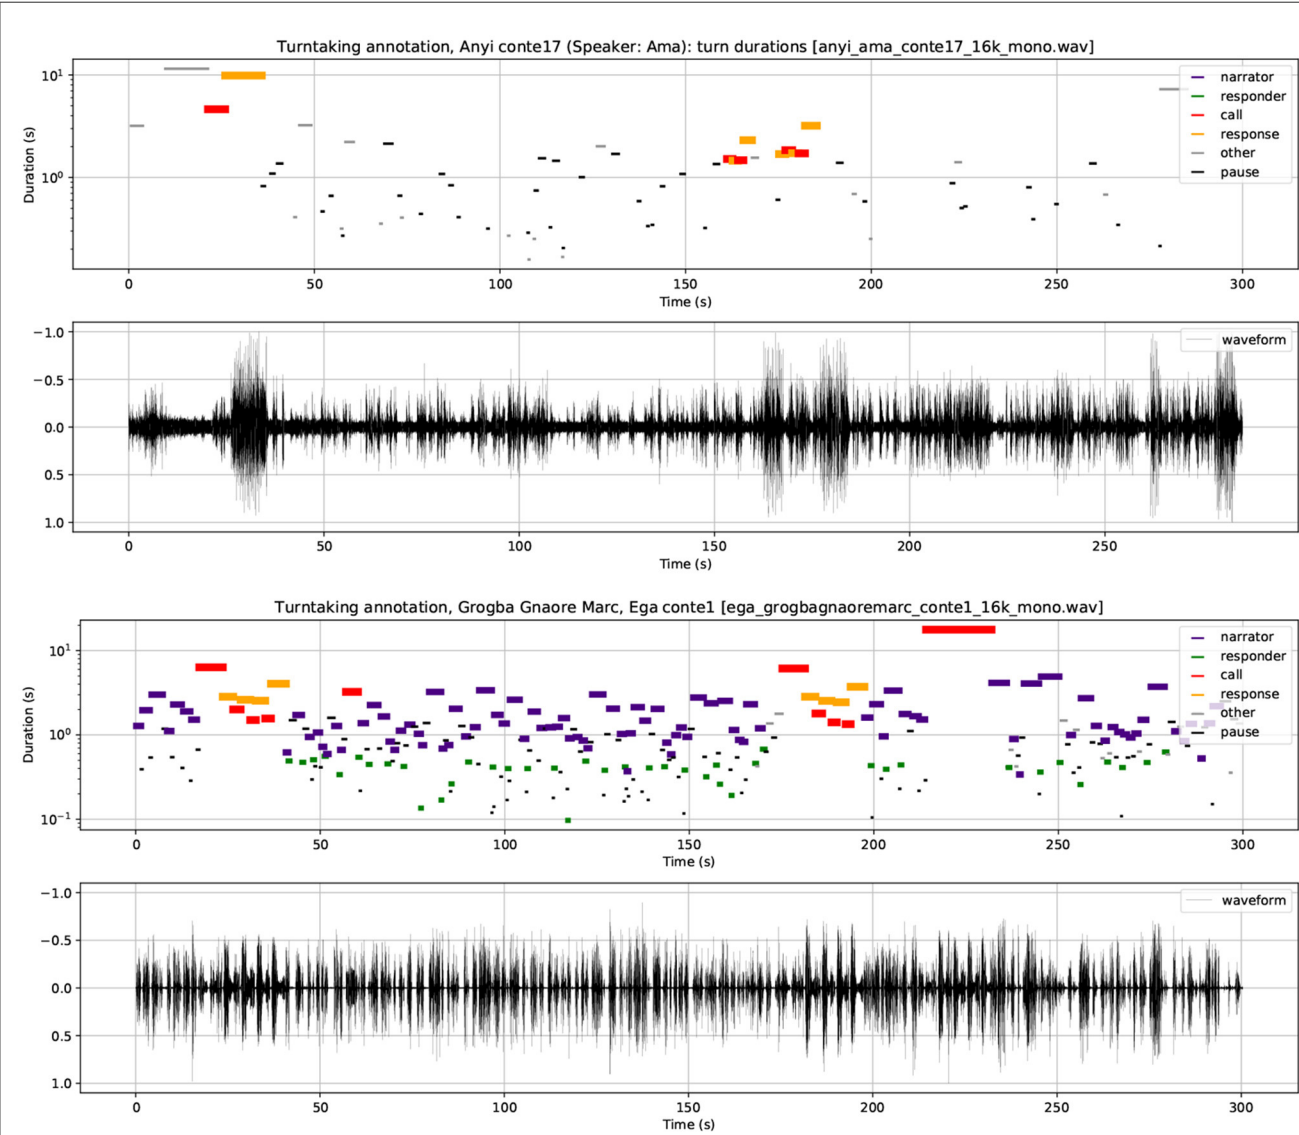 Turntaking annotation, Anyi conte17 (Speaker: Ama): turn durations [anyi_ama_conte17_16k_mono.wav]
10¹
10⁰
Duration (s)
narrator
responder
call
response
other
pause
0 50 100 150 200 250 300
Time (s)
−1.0
−0.5
0.0
0.5
1.0
waveform
0 50 100 150 200 250
Time (s)
Turntaking annotation, Grogba Gnaore Marc, Ega conte1 [ega_grogbagnaoremarc_conte1_16k_mono.wav]
10¹
10⁰
10⁻¹
Duration (s)
narrator
responder
call
response
other
pause
0 50 100 150 200 250 300
Time (s)
−1.0
−0.5
0.0
0.5
1.0
waveform
0 50 100 150 200 250 300
Time (s)